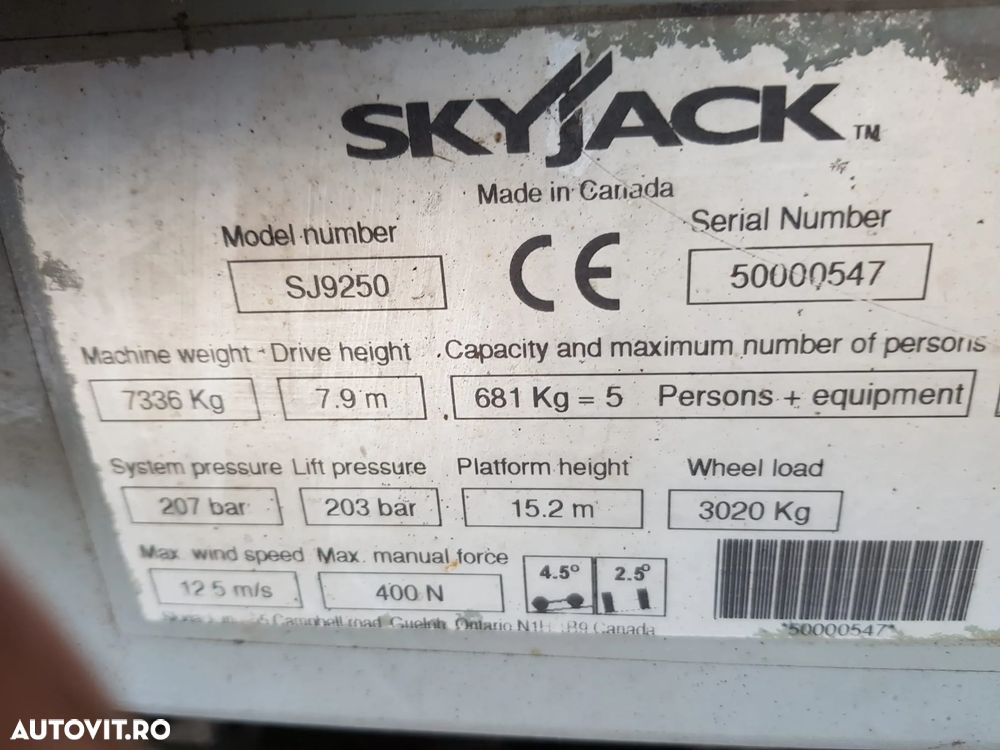 SKYJACK™
Made in Canada
Model number
Serial Number
SJ9250
CE
50000547
Machine weight
Drive height
Capacity and maximum number of persons
7336 Kg
7.9 m
681 Kg = 5 Persons + equipment
System pressure
Lift pressure
Platform height
Wheel load
207 bar
203 bar
15.2 m
3020 Kg
Max. wind speed
Max. manual force
4.5°
2.5°
12.5 m/s
400 N
Campbell road Guelph Ontario N1H Canada
*50000547*
AUTOVIT.RO